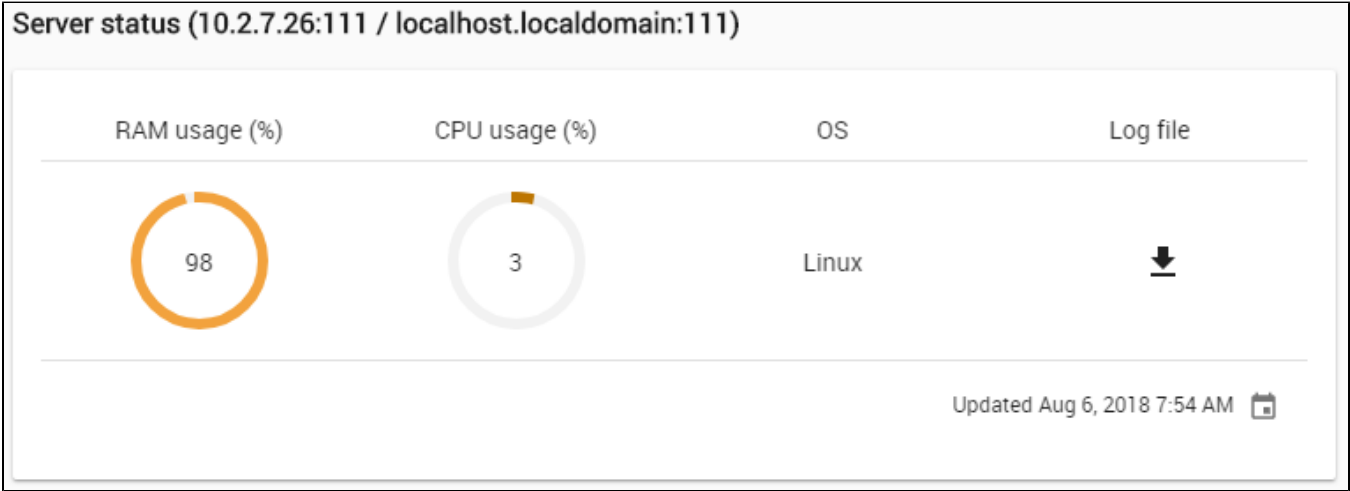 Server status (10.2.7.26:111 / localhost.localdomain:111)
RAM usage (%) CPU usage (%) OS Log file
98 3 Linux
Updated Aug 6, 2018 7:54 AM